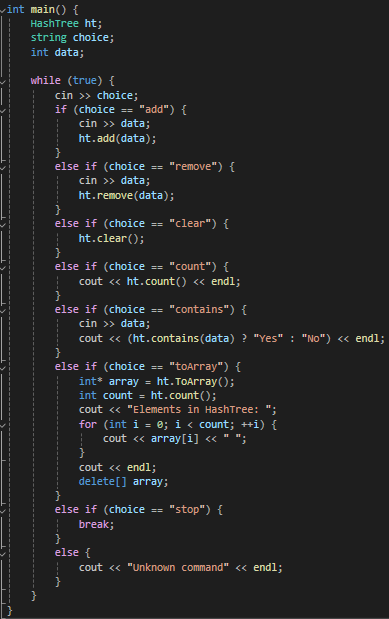 int main() {
    HashTree ht;
    string choice;
    int data;

    while (true) {
        cin >> choice;
        if (choice == "add") {
            cin >> data;
            ht.add(data);
        }
        else if (choice == "remove") {
            cin >> data;
            ht.remove(data);
        }
        else if (choice == "clear") {
            ht.clear();
        }
        else if (choice == "count") {
            cout << ht.count() << endl;
        }
        else if (choice == "contains") {
            cin >> data;
            cout << (ht.contains(data) ? "Yes" : "No") << endl;
        }
        else if (choice == "toArray") {
            int* array = ht.ToArray();
            int count = ht.count();
            cout << "Elements in HashTree: ";
            for (int i = 0; i < count; ++i) {
                cout << array[i] << " ";
            }
            cout << endl;
            delete[] array;
        }
        else if (choice == "stop") {
            break;
        }
        else {
            cout << "Unknown command" << endl;
        }
    }
}